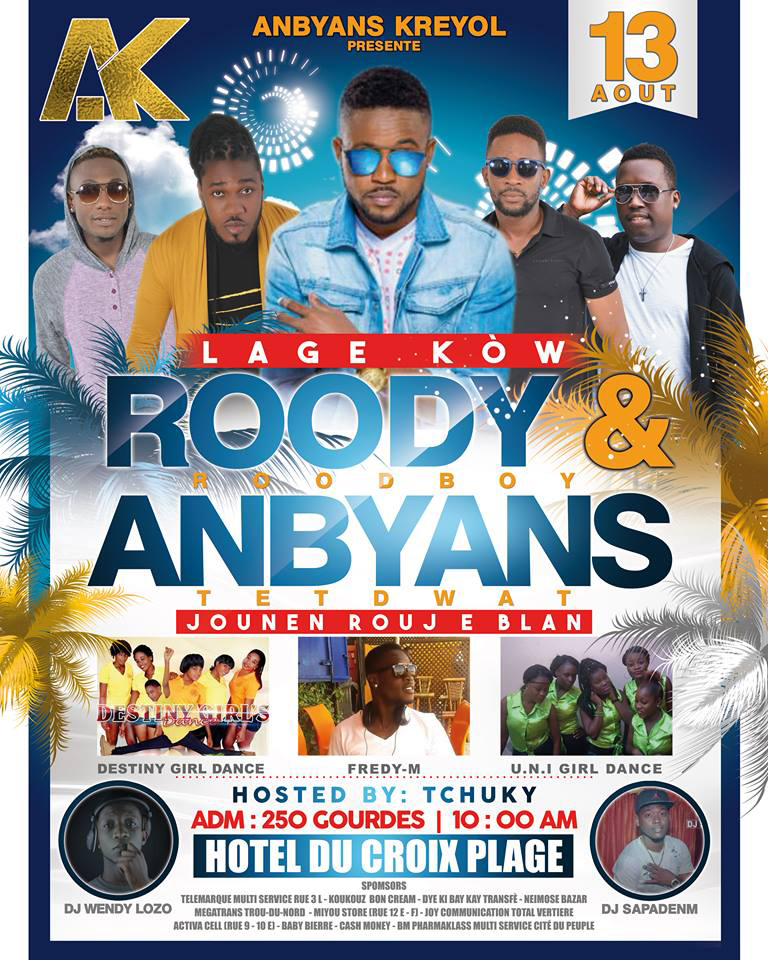 AK
ANBYANS KREYOL
PRESENTE
13
AOUT
LAGE KÒW
ROODY &
ROODBOY
ANBYANS
TETDWAT
JOUNEN ROUJ E BLAN
DESTINY GIRL'S
Dance
DESTINY GIRL DANCE
FREDY-M
U.N.I GIRL DANCE
HOSTED BY: TCHUKY
ADM : 250 GOURDES | 10 : 00 AM
HOTEL DU CROIX PLAGE
DJ
DJ WENDY LOZO
DJ SAPADENM
SPOMSORS
TELEMARQUE MULTI SERVICE RUE 3 L - KOUKOUZ BON CREAM - DYE KI BAY KAY TRANSFÈ - NEIMOSE BAZAR
MEGATRANS TROU-DU-NORD - MIYOU STORE (RUE 12 E - F) - JOY COMMUNICATION TOTAL VERTIERE
ACTIVA CELL (RUE 9 - 10 E) - BABY BIERRE - CASH MONEY - BM PHARMAKLASS MULTI SERVICE CITÉ DU PEUPLE